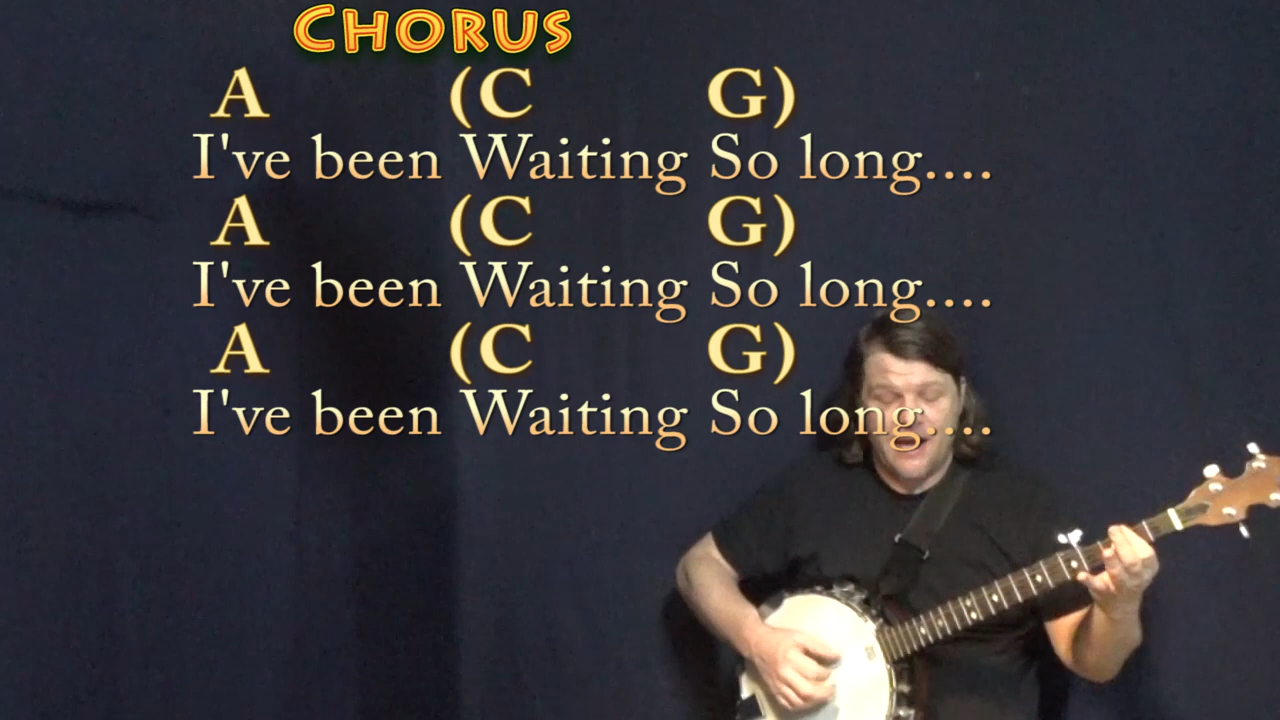 CHORUS
A (C G)
I've been Waiting So long....
A (C G)
I've been Waiting So long....
A (C G)
I've been Waiting So long....